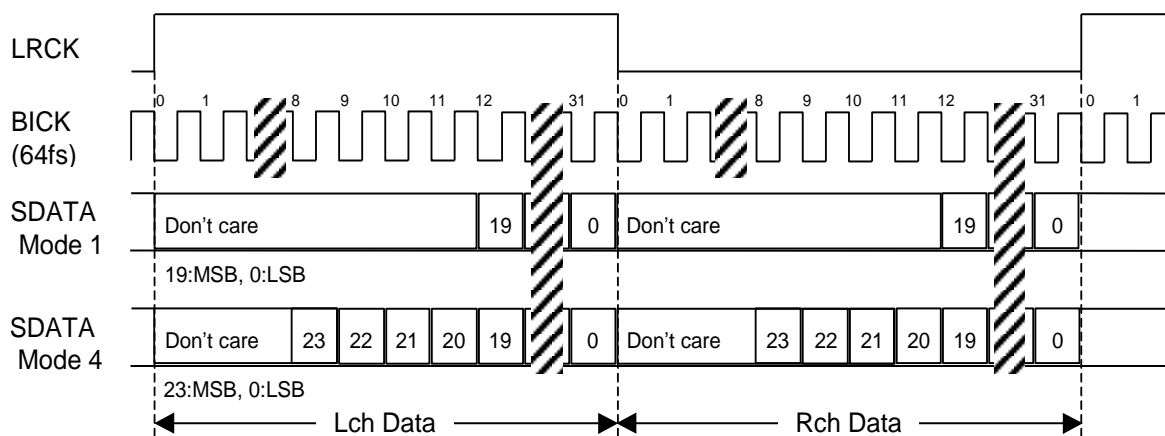 LRCK
BICK
(64fs)
0 1 8 9 10 11 12 31 0 1 8 9 10 11 12 31 0 1
SDATA
Mode 1
Don't care 19 0 Don't care 19 0
19:MSB, 0:LSB
SDATA
Mode 4
Don't care 23 22 21 20 19 0 Don't care 23 22 21 20 19 0
23:MSB, 0:LSB
Lch Data Rch Data